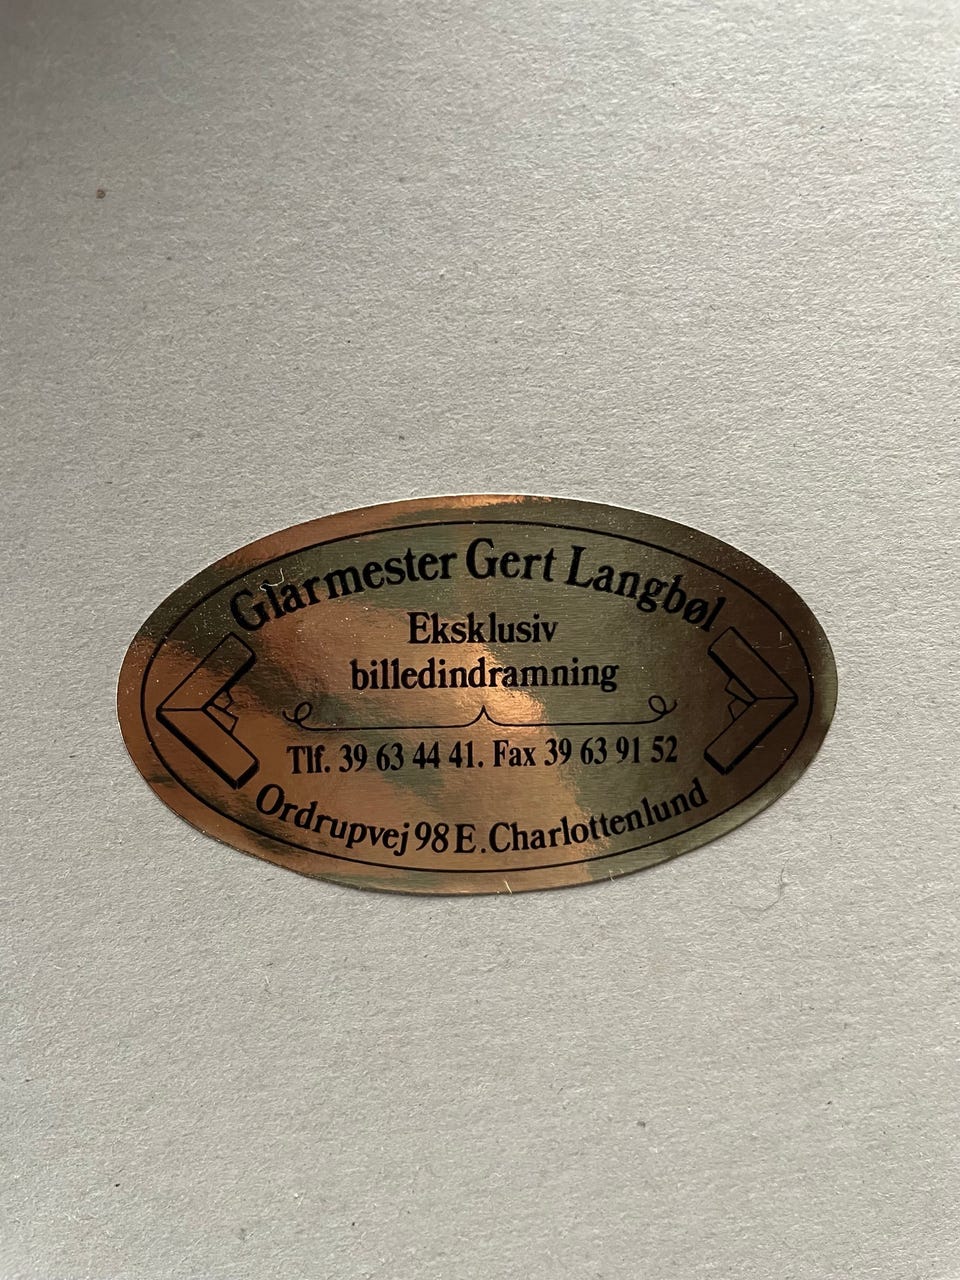 Glarmester Gert Langbøl
Eksklusiv
billedindramning
Tlf. 39 63 44 41. Fax 39 63 91 52
Ordrupvej 98 E. Charlottenlund